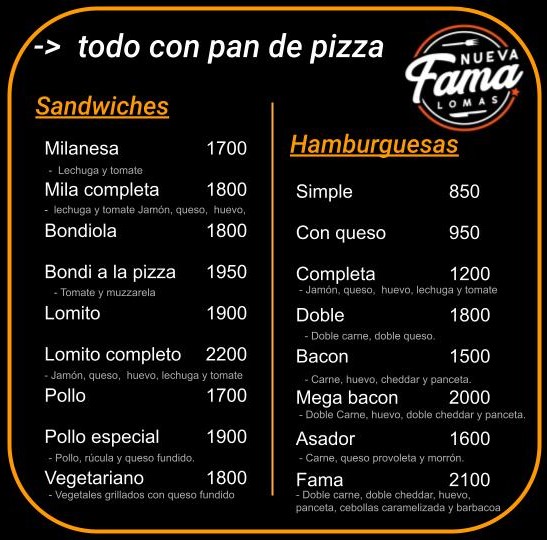 -> todo con pan de pizza
NUEVA
Fama
LOMAS
Sandwiches
Milanesa 1700
- Lechuga y tomate
Mila completa 1800
- lechuga y tomate Jamón, queso, huevo,
Bondiola 1800
Bondi a la pizza 1950
- Tomate y muzzarela
Lomito 1900
Lomito completo 2200
- Jamón, queso, huevo, lechuga y tomate
Pollo 1700
Pollo especial 1900
- Pollo, rúcula y queso fundido.
Vegetariano 1800
- Vegetales grillados con queso fundido
Hamburguesas
Simple 850
Con queso 950
Completa 1200
- Jamón, queso, huevo, lechuga y tomate
Doble 1800
- Doble carne, doble queso.
Bacon 1500
- Carne, huevo, cheddar y panceta.
Mega bacon 2000
- Doble Carne, huevo, doble cheddar y panceta.
Asador 1600
- Carne, queso provoleta y morrón.
Fama 2100
- Doble carne, doble cheddar, huevo,
panceta, cebollas caramelizada y barbacoa